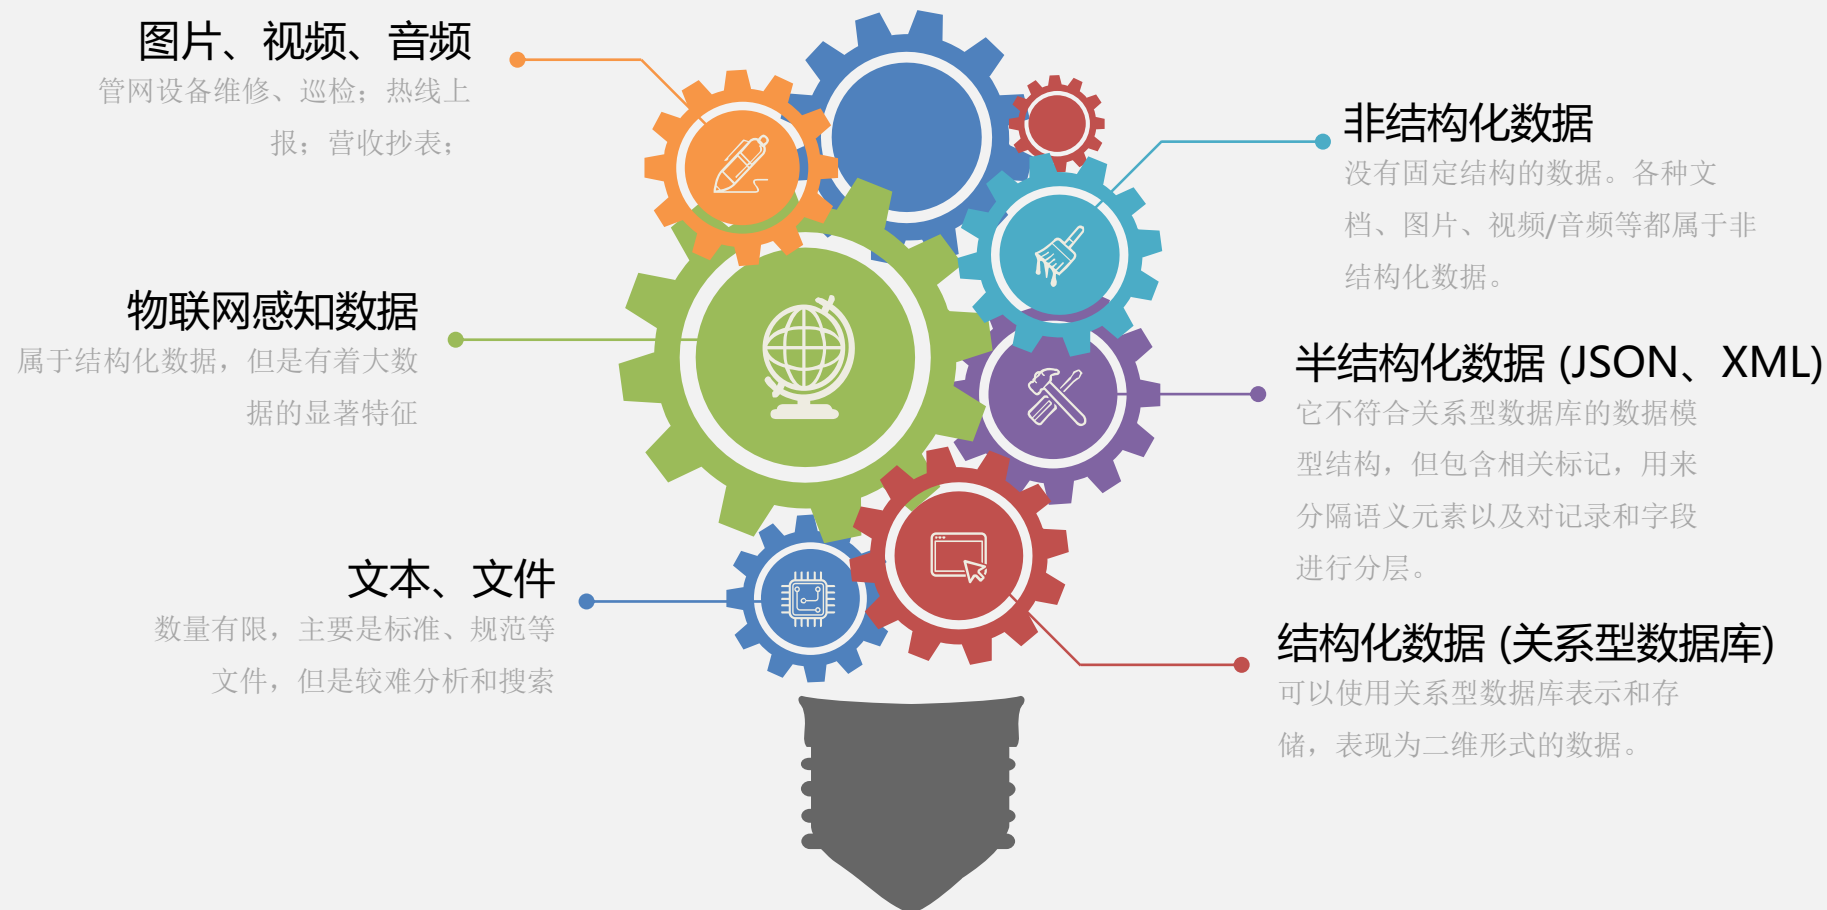 图片、视频、音频
管网设备维修、巡检；热线上
报；营收抄表；
物联网感知数据
属于结构化数据，但是有着大数
据的显著特征
文本、文件
数量有限，主要是标准、规范等
文件，但是较难分析和搜索
非结构化数据
没有固定结构的数据。各种文
档、图片、视频/音频等都属于非
结构化数据。
半结构化数据 (JSON、XML)
它不符合关系型数据库的数据模
型结构，但包含相关标记，用来
分隔语义元素以及对记录和字段
进行分层。
结构化数据 (关系型数据库)
可以使用关系型数据库表示和存
储，表现为二维形式的数据。